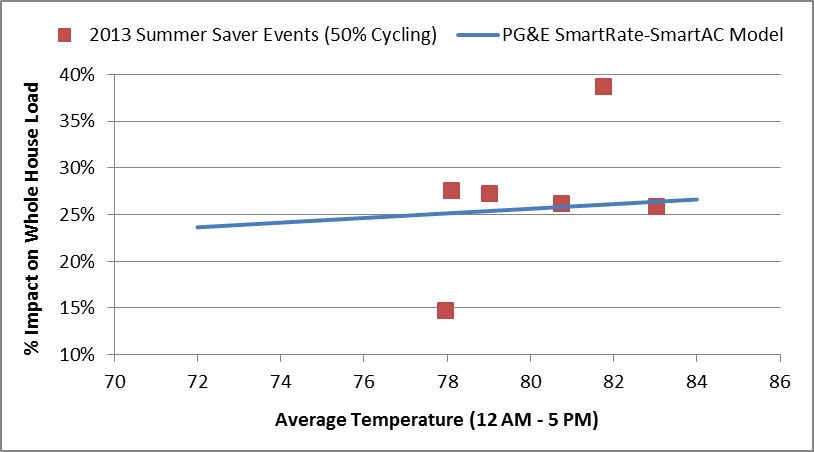 2013 Summer Saver Events (50% Cycling) PG&E SmartRate-SmartAC Model
% Impact on Whole House Load
40%
35%
30%
25%
20%
15%
10%
70 72 74 76 78 80 82 84 86
Average Temperature (12 AM - 5 PM)